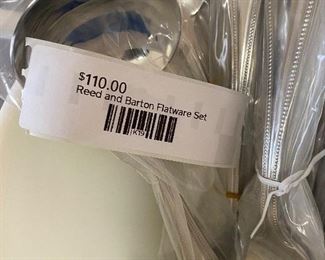 $110.00
Reed and Barton Flatware Set